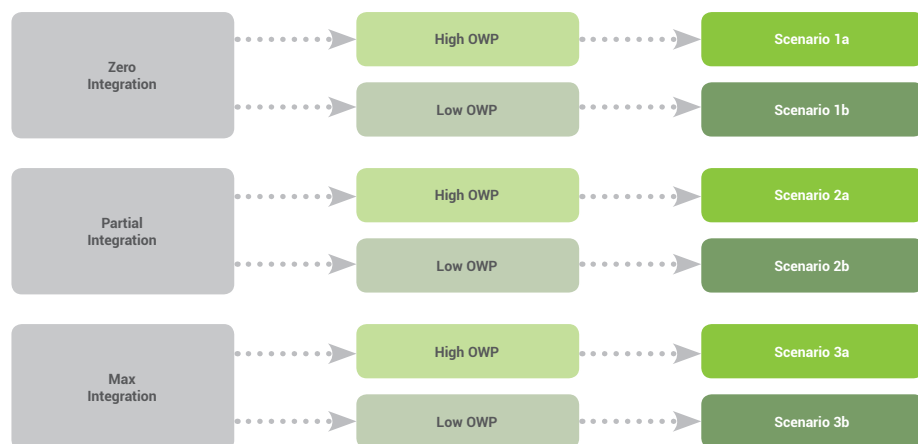 Zero
Integration
High OWP
Scenario 1a
Low OWP
Scenario 1b
Partial
Integration
High OWP
Scenario 2a
Low OWP
Scenario 2b
Max
Integration
High OWP
Scenario 3a
Low OWP
Scenario 3b